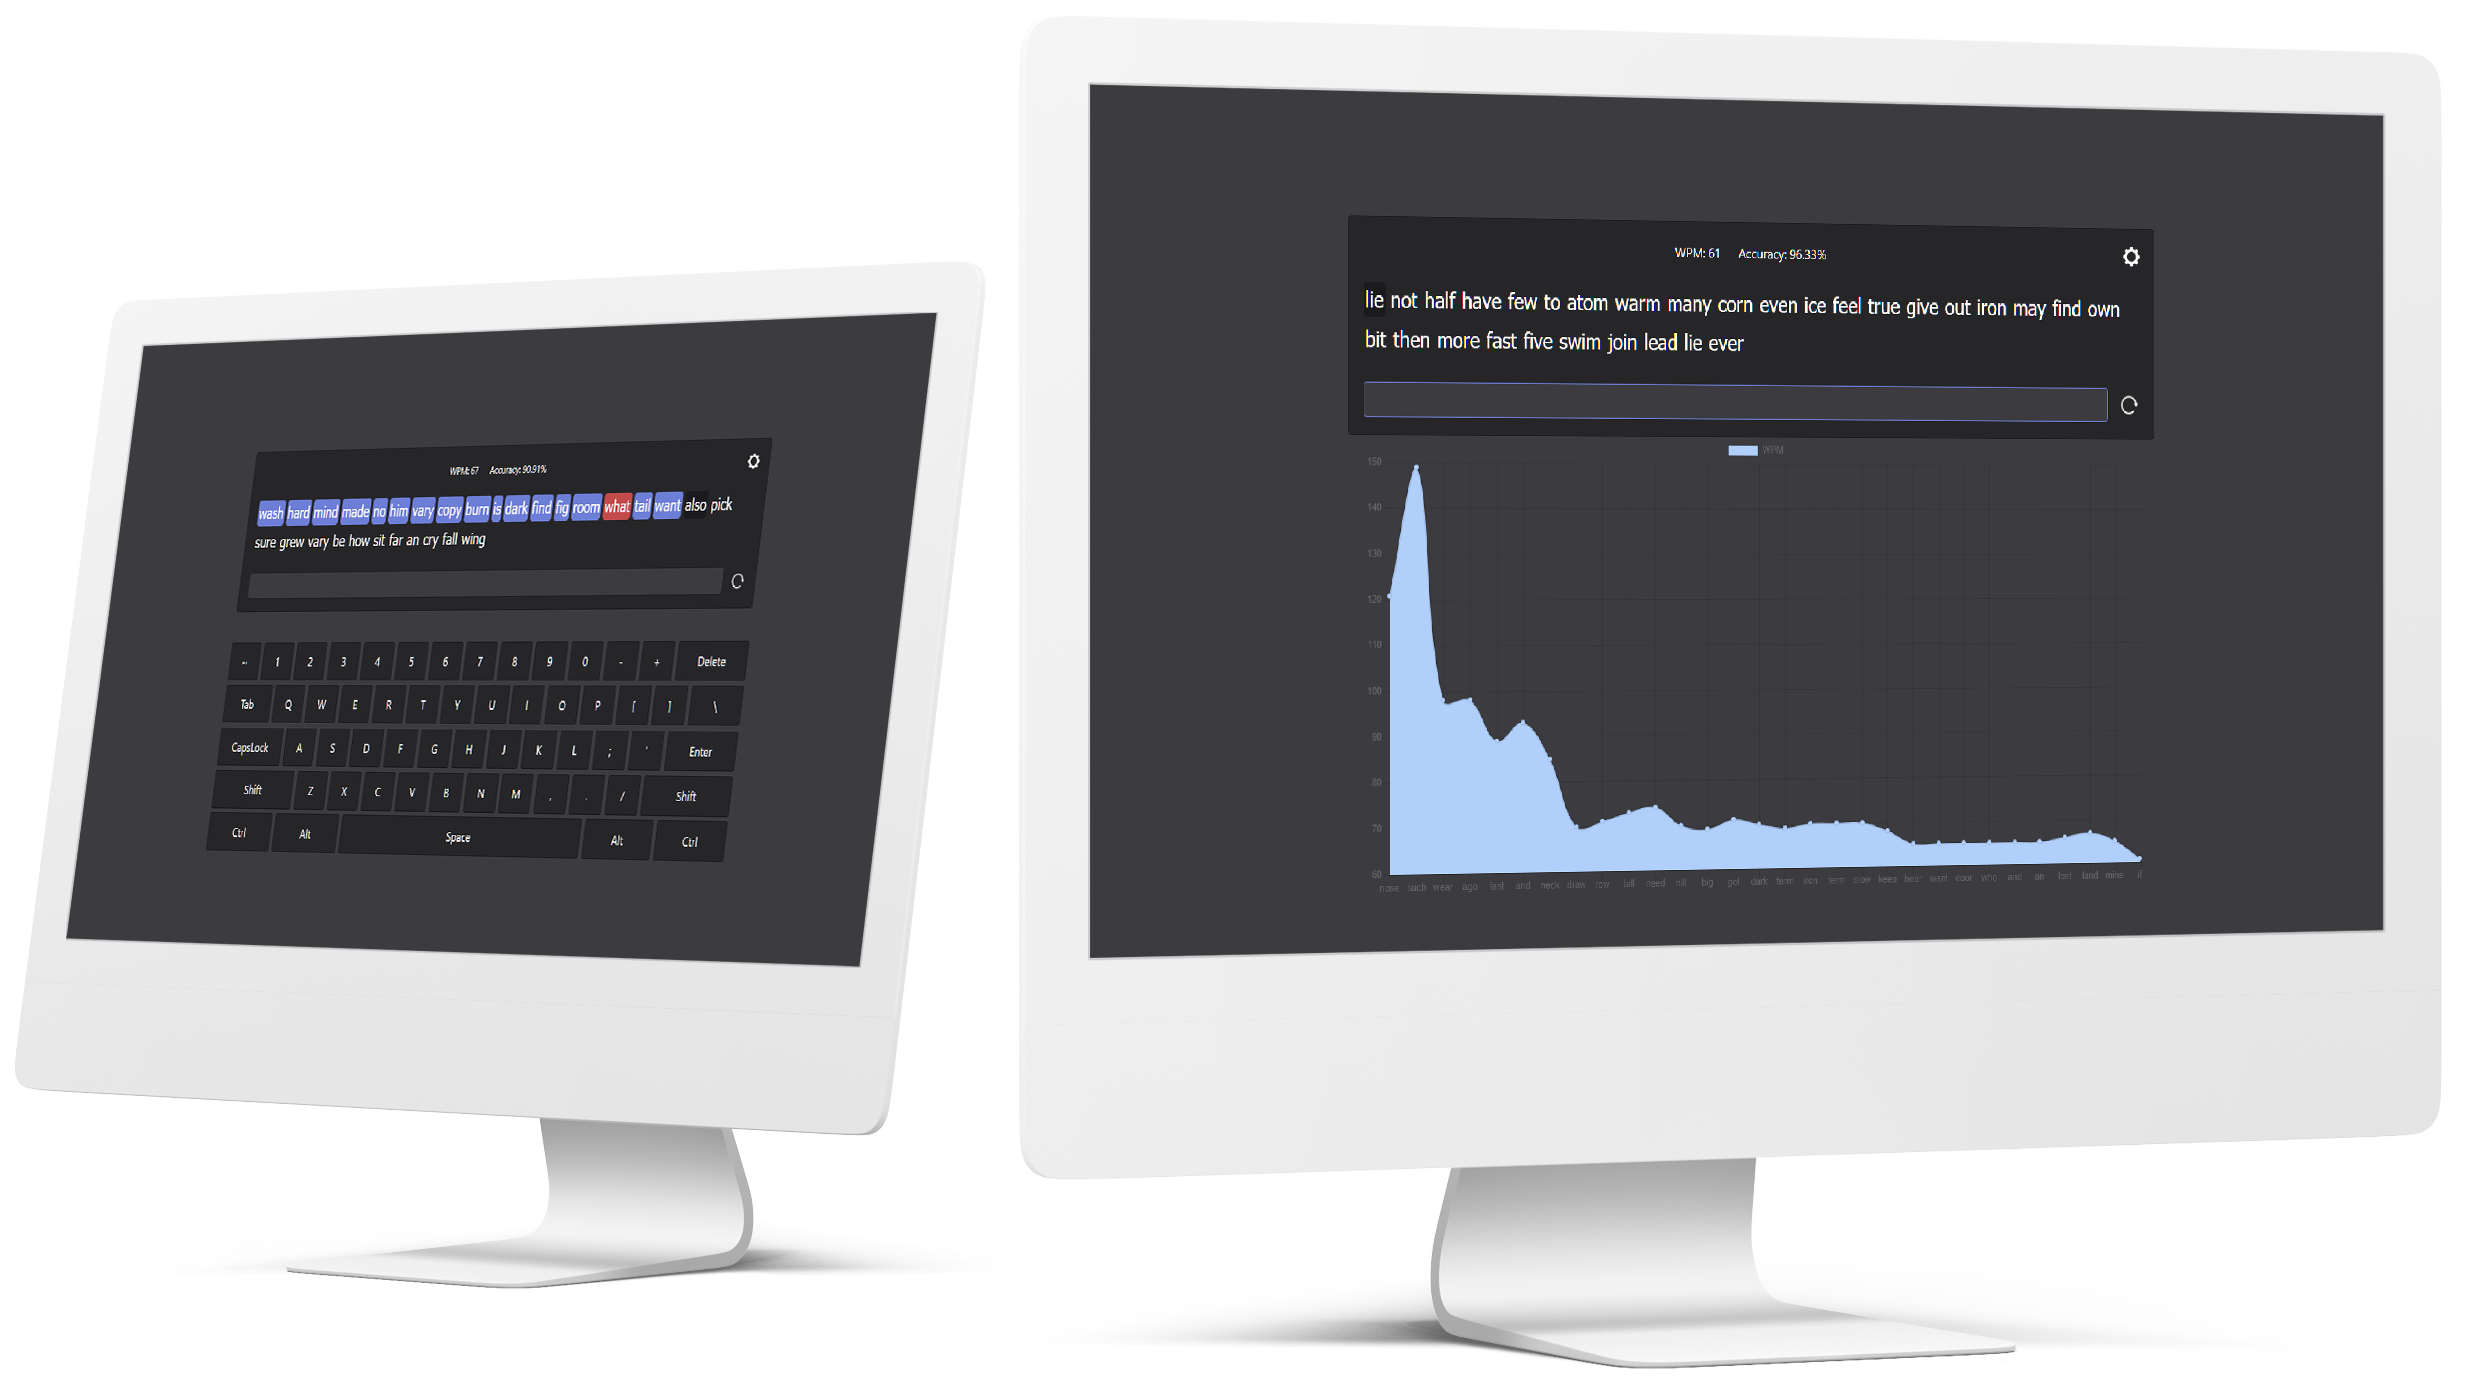 WPM: 67 Accuracy: 90.91%
wash hard mind made no him vary copy burn is dark find fig room what tail want also pick
sure grew vary be how sit far an cry fall wing
~ 1 2 3 4 5 6 7 8 9 0 - + Delete
Tab Q W E R T Y U I O P [ ] \
CapsLock A S D F G H J K L ; ' Enter
Shift Z X C V B N M , . / Shift
Ctrl Alt Space Alt Ctrl
WPM: 61 Accuracy: 96.33%
lie not half have few to atom warm many corn even ice feel true give out iron may find own
bit then more fast five swim join lead lie ever
WPM
150
140
130
120
110
100
90
80
70
60
nose such wear ago last and neck draw row tall need hill big got dark term iron term slow keep bear want door who and an lost land mine if